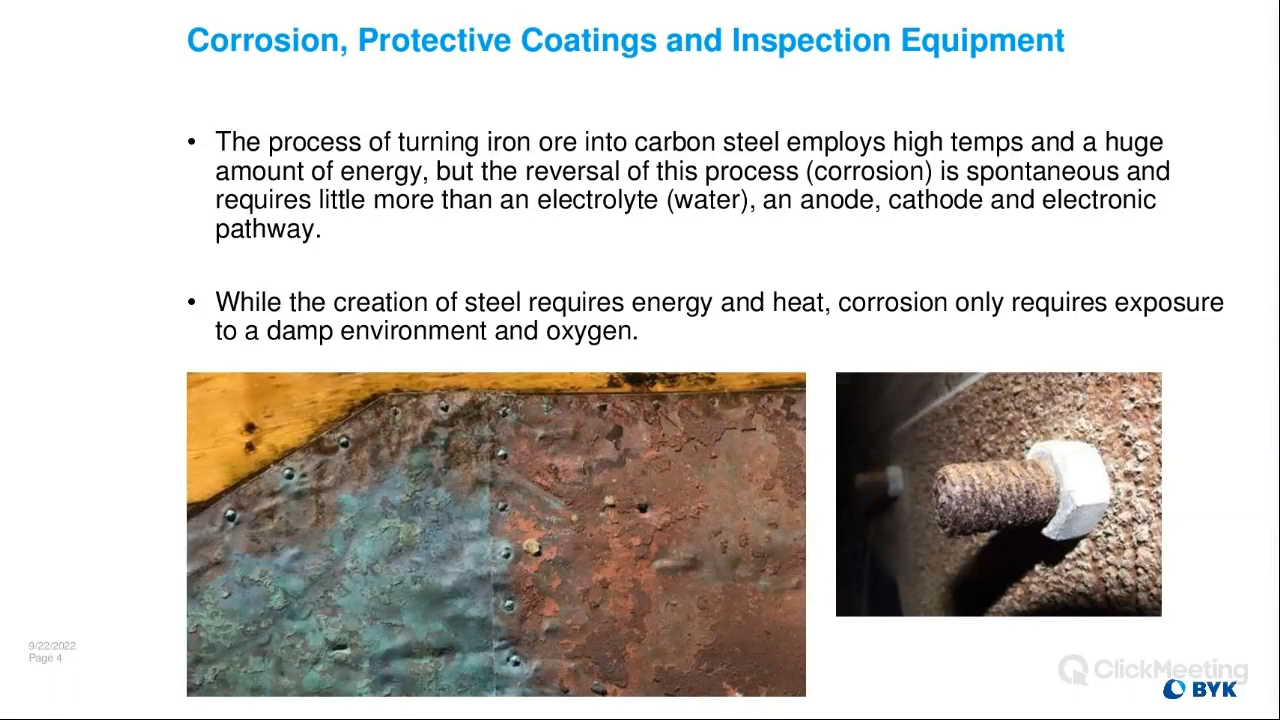 Corrosion, Protective Coatings and Inspection Equipment
• The process of turning iron ore into carbon steel employs high temps and a huge
amount of energy, but the reversal of this process (corrosion) is spontaneous and
requires little more than an electrolyte (water), an anode, cathode and electronic
pathway.
• While the creation of steel requires energy and heat, corrosion only requires exposure
to a damp environment and oxygen.
9/22/2022
Page 4
ClickMeeting
BYK